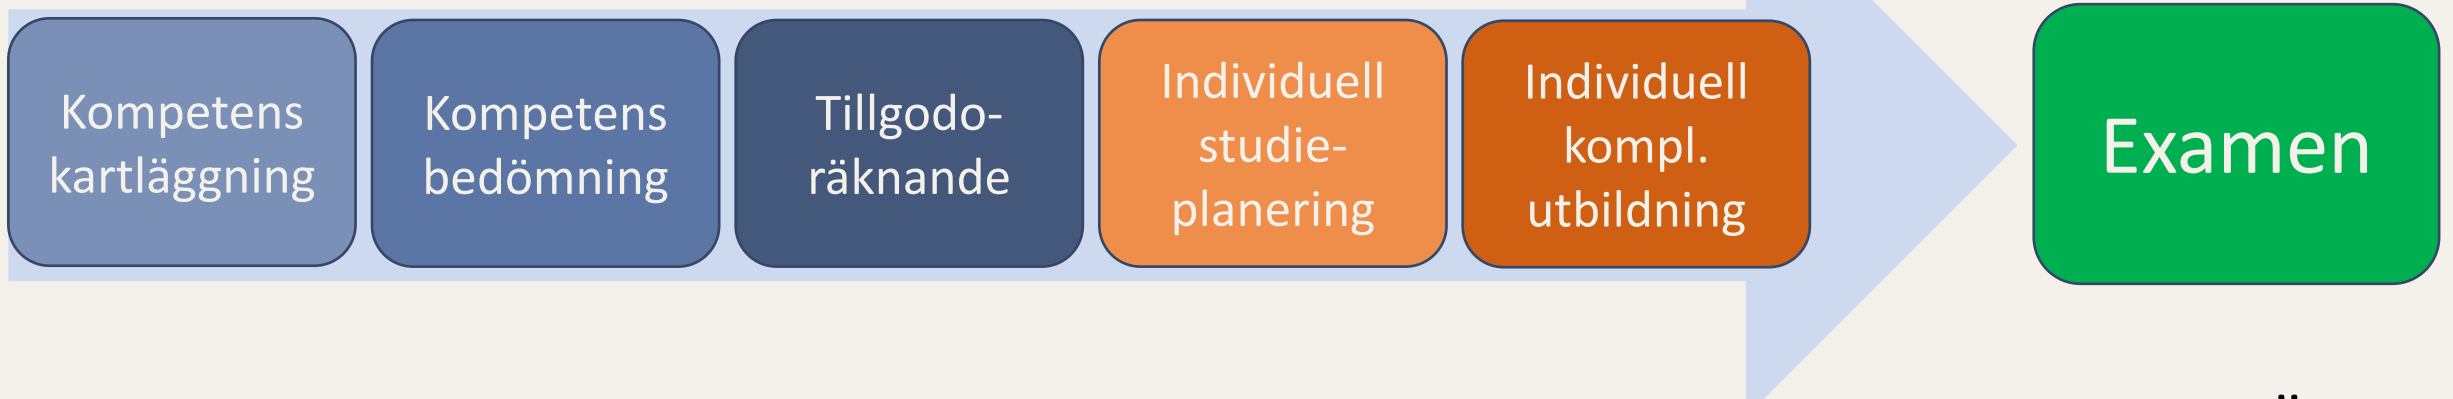 Kompetens
kartläggning
Kompetens
bedömning
Tillgodo-
räknande
Individuell
studie-
planering
Individuell
kompl.
utbildning
Examen